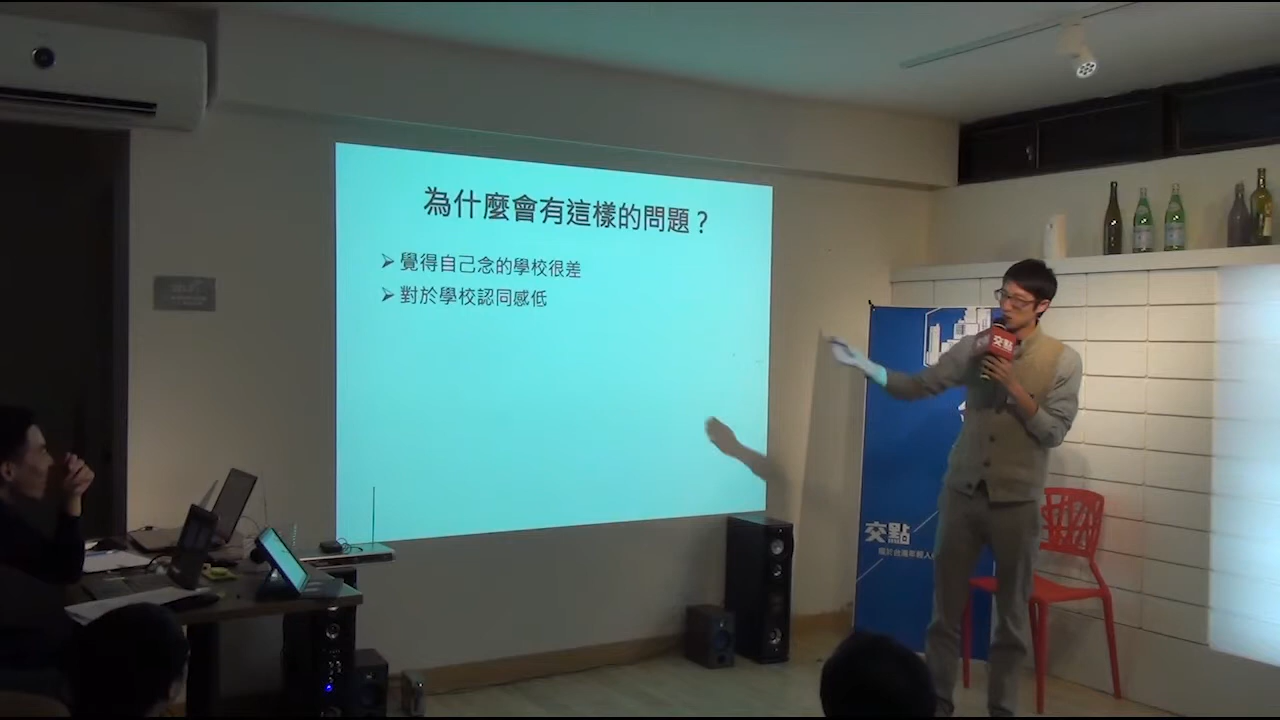 為什麼會有這樣的問題？
➢覺得自己念的學校很差
➢對於學校認同感低
交點
交點